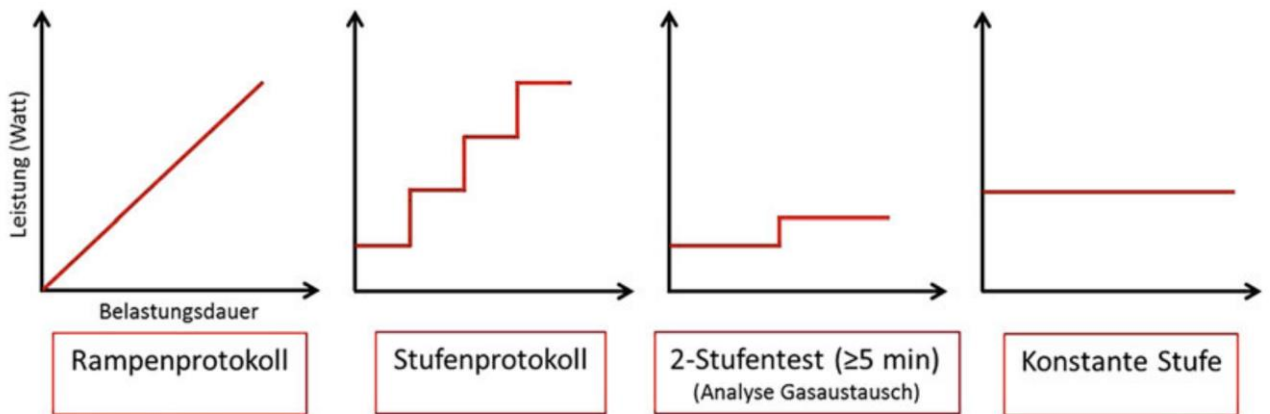 Leistung (Watt)
Belastungsdauer
Rampenprotokoll
Stufenprotokoll
2-Stufentest (≥5 min)
(Analyse Gasaustausch)
Konstante Stufe